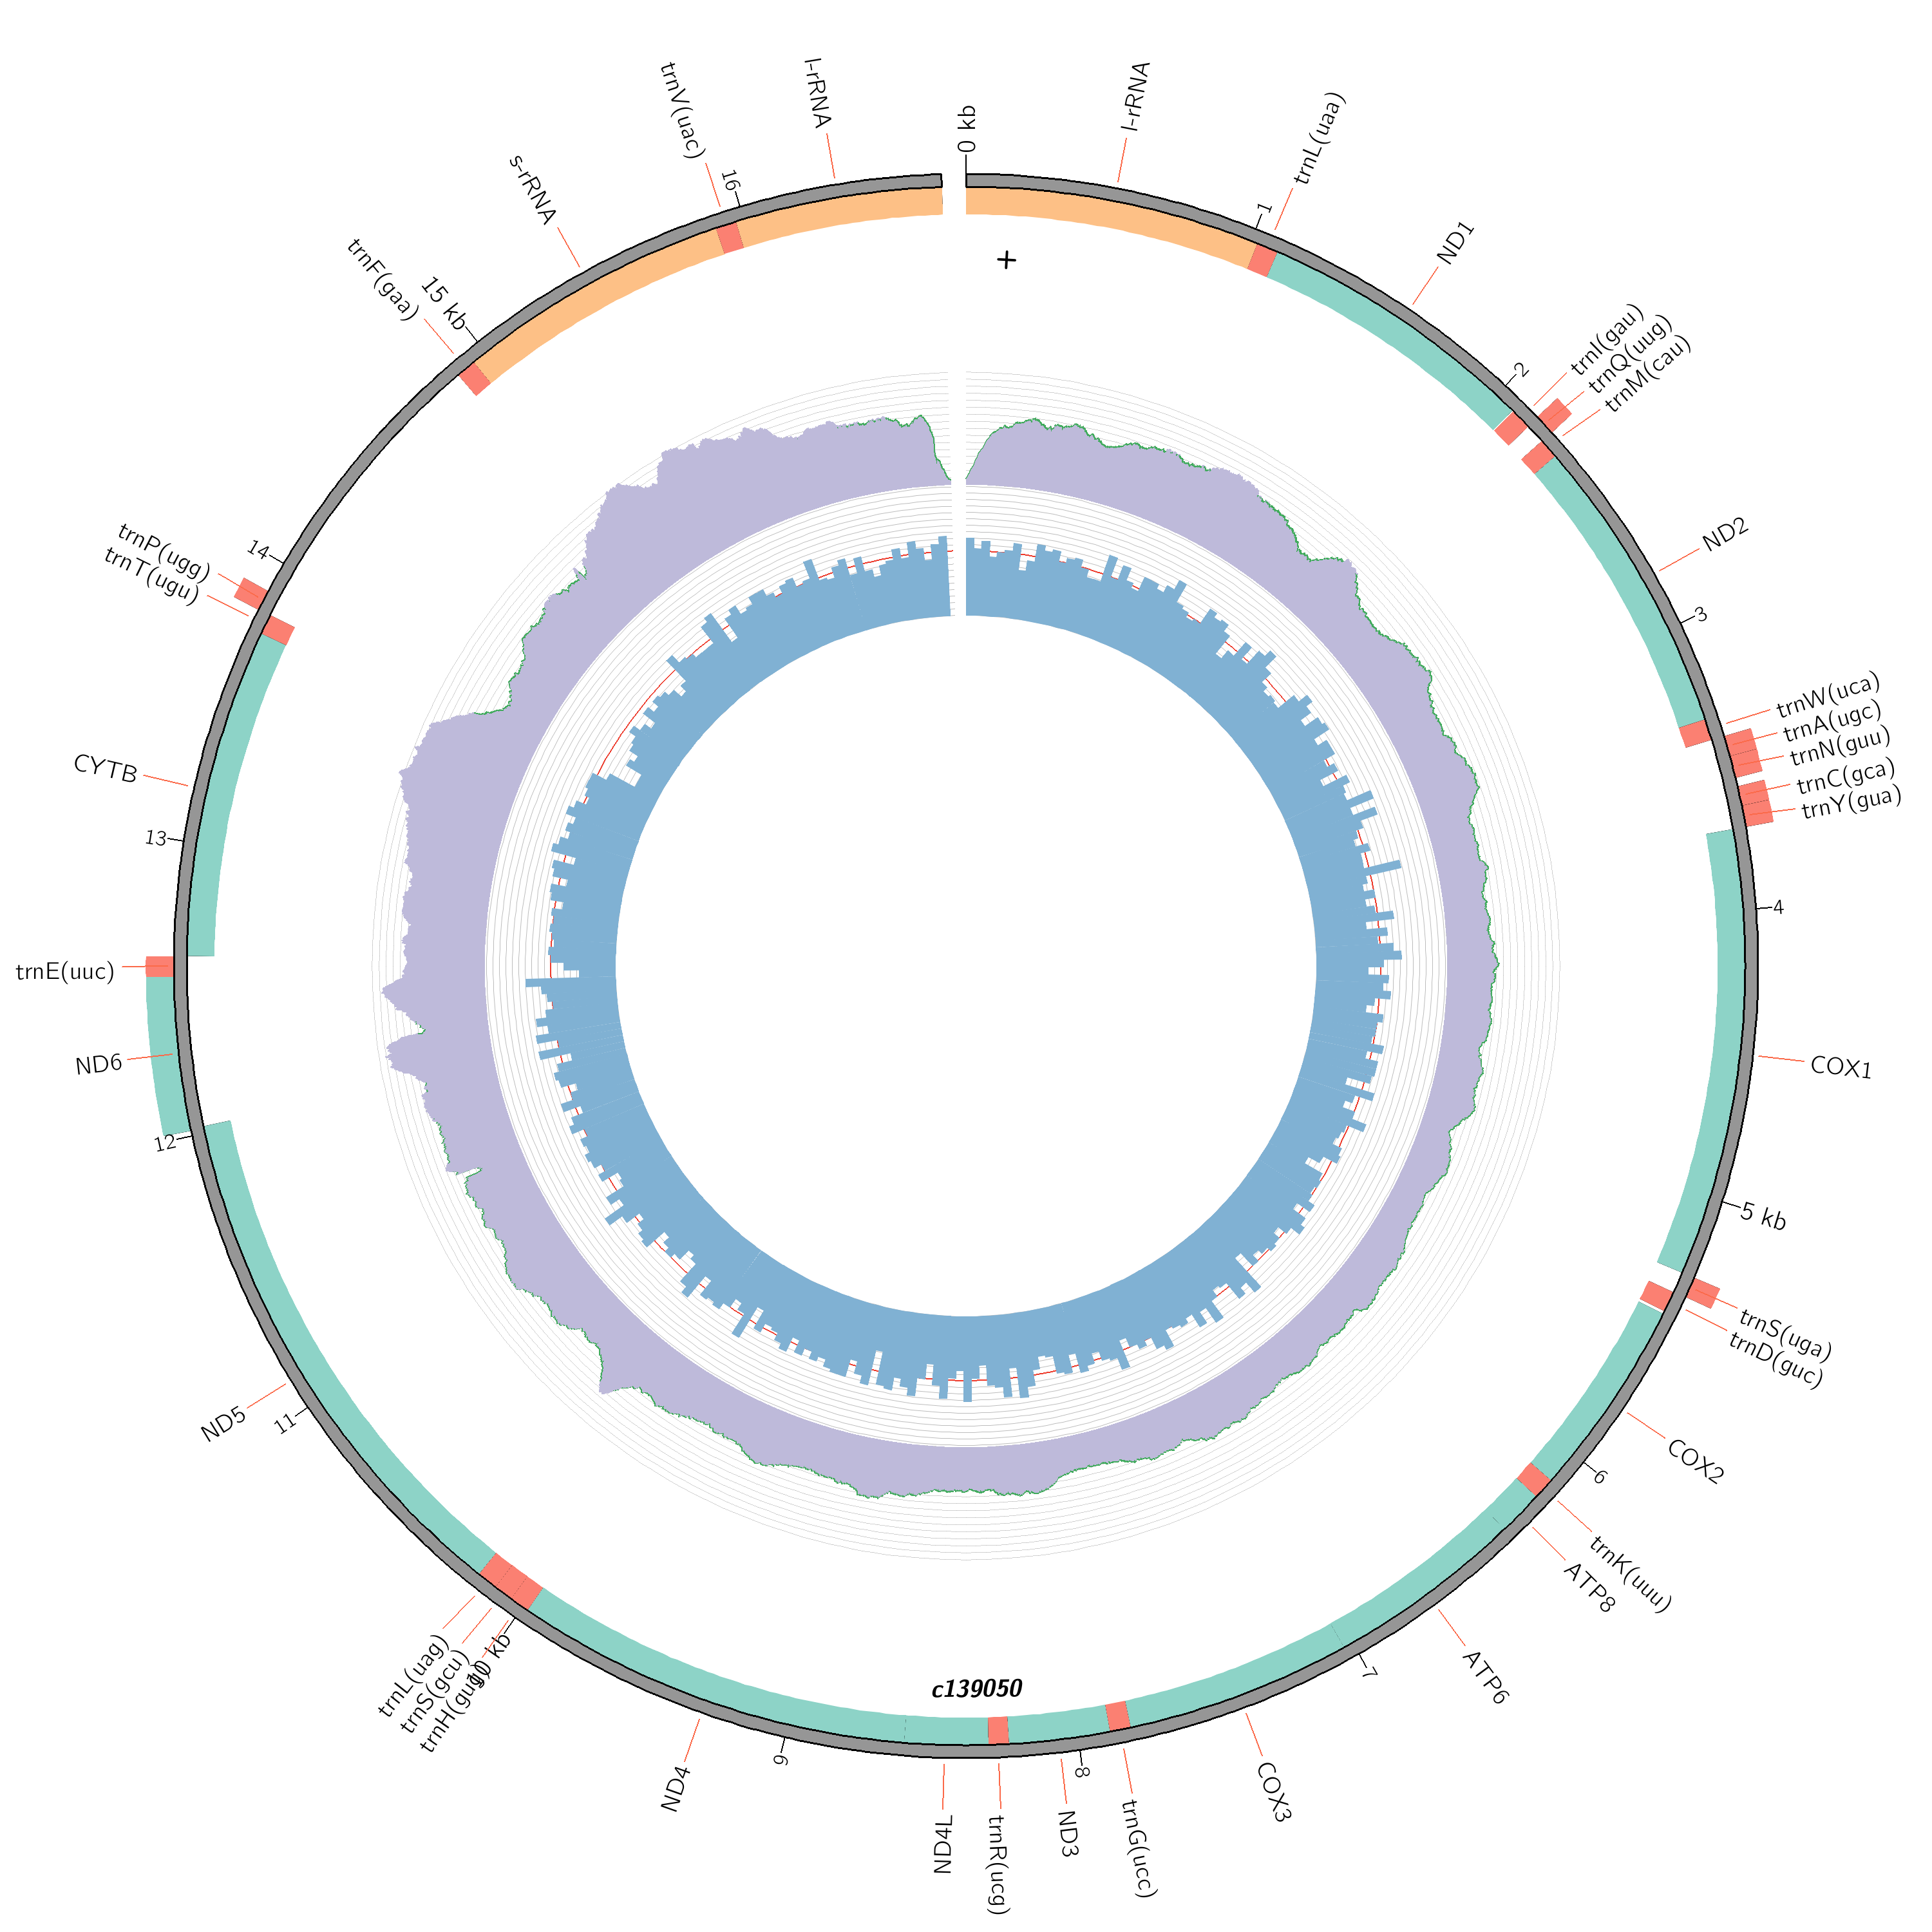 0 kb
l-rRNA
1
trnL(uaa)
ND1
2
trnI(gau)
trnQ(uug)
trnM(cau)
ND2
3
trnW(uca)
trnA(ugc)
trnN(guu)
trnC(gca)
trnY(gua)
4
COX1
5 kb
trnS(uga)
trnD(guc)
COX2
6
trnK(uuu)
ATP8
ATP6
7
COX3
trnG(ucc)
8
ND3
trnR(ucg)
ND4L
c139050
9
ND4
10 kb
trnH(gug)
trnS(gcu)
trnL(uag)
11
ND5
12
ND6
trnE(uuc)
13
CYTB
trnT(ugu)
trnP(ugg)
14
trnF(gaa)
15 kb
s-rRNA
trnV(uac)
16
l-rRNA
+